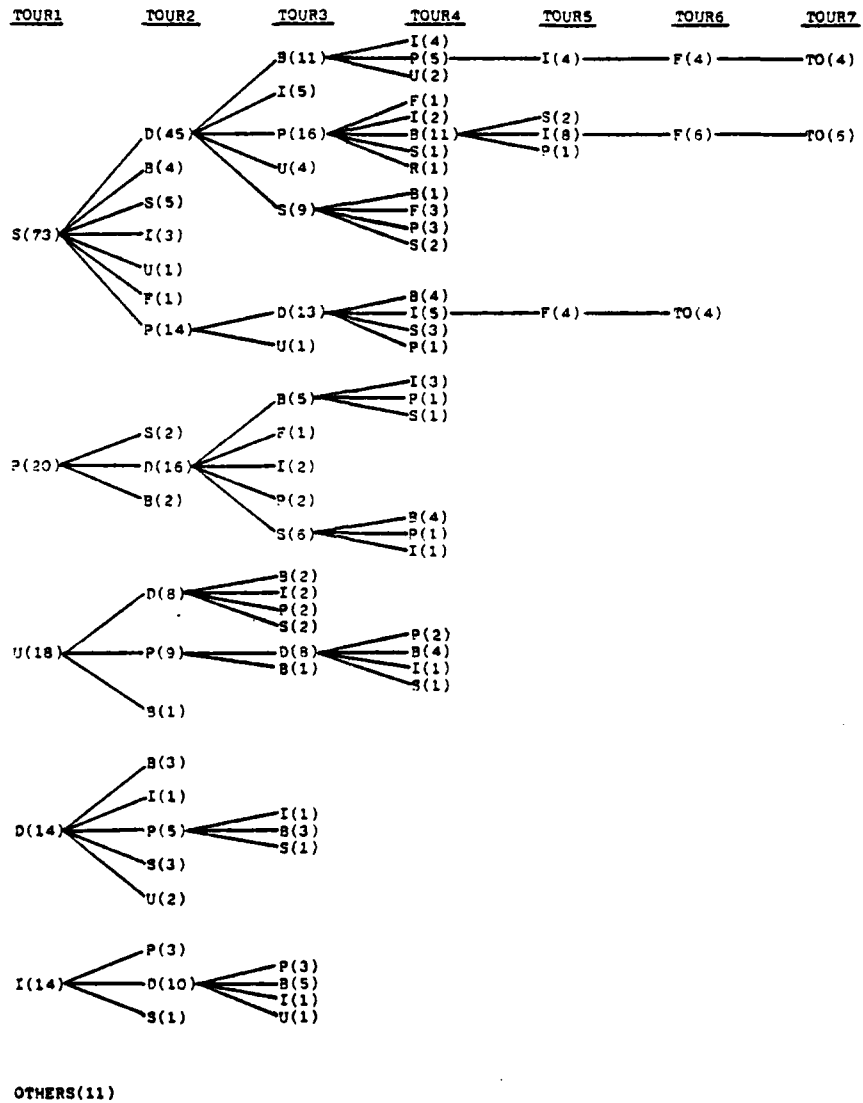 TOUR1 TOUR2 TOUR3 TOUR4 TOUR5 TOUR6 TOUR7
I(4)
B(11) P(5) I(4) F(4) TO(4)
U(2)
I(5)
F(1)
I(2) S(2)
D(45) P(16) B(11) I(8) F(6) TO(6)
S(1) P(1)
B(4) U(4) R(1)
B(1)
S(5) S(9) F(3)
P(3)
S(73) I(3) S(2)
U(1)
F(1)
B(4)
D(13) I(5) F(4) TO(4)
P(14) S(3)
U(1) P(1)
I(3)
B(5) P(1)
S(1)
S(2) F(1)
P(20) D(16) I(2)
B(2) P(2)
B(4)
S(6) P(1)
I(1)
B(2)
D(8) I(2)
P(2)
S(2)
P(2)
U(18) P(9) D(8) B(4)
B(1) I(1)
S(1)
B(1)
B(3)
I(1)
I(1)
D(14) P(5) B(3)
S(1)
S(3)
U(2)
P(3)
P(3)
I(14) D(10) B(5)
I(1)
S(1) U(1)
OTHERS(11)